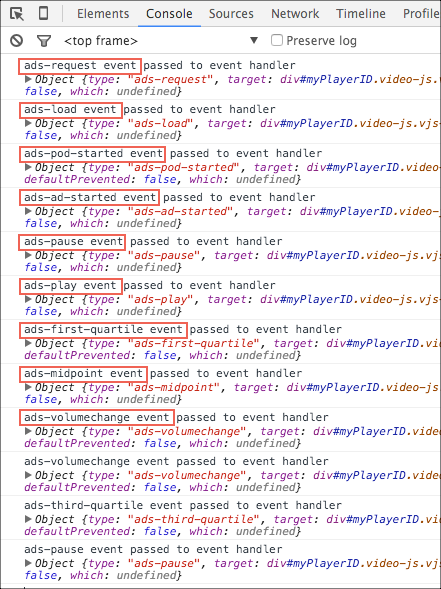 Elements Console Sources Network Timeline Profile
<top frame> ▼ Preserve log
ads-request event passed to event handler
▶Object {type: "ads-request", target: div#myPlayerID.video-js.vjs
false, which: undefined}
ads-load event passed to event handler
▶Object {type: "ads-load", target: div#myPlayerID.video-js.vjs-
false, which: undefined}
ads-pod-started event passed to event handler
▶Object {type: "ads-pod-started", target: div#myPlayerID.video
defaultPrevented: false, which: undefined}
ads-ad-started event passed to event handler
▶Object {type: "ads-ad-started", target: div#myPlayerID.video-
defaultPrevented: false, which: undefined}
ads-pause event passed to event handler
▶Object {type: "ads-pause", target: div#myPlayerID.video-js.vjs
false, which: undefined}
ads-play event passed to event handler
▶Object {type: "ads-play", target: div#myPlayerID.video-js.vjs-
false, which: undefined}
ads-first-quartile event passed to event handler
▶Object {type: "ads-first-quartile", target: div#myPlayerID.vi
defaultPrevented: false, which: undefined}
ads-midpoint event passed to event handler
▶Object {type: "ads-midpoint", target: div#myPlayerID.video-js
false, which: undefined}
ads-volumechange event passed to event handler
▶Object {type: "ads-volumechange", target: div#myPlayerID.vide
defaultPrevented: false, which: undefined}
ads-volumechange event passed to event handler
▶Object {type: "ads-volumechange", target: div#myPlayerID.vide
defaultPrevented: false, which: undefined}
ads-third-quartile event passed to event handler
▶Object {type: "ads-third-quartile", target: div#myPlayerID.vi
defaultPrevented: false, which: undefined}
ads-pause event passed to event handler
▶Object {type: "ads-pause", target: div#myPlayerID.video-js.vjs
false, which: undefined}